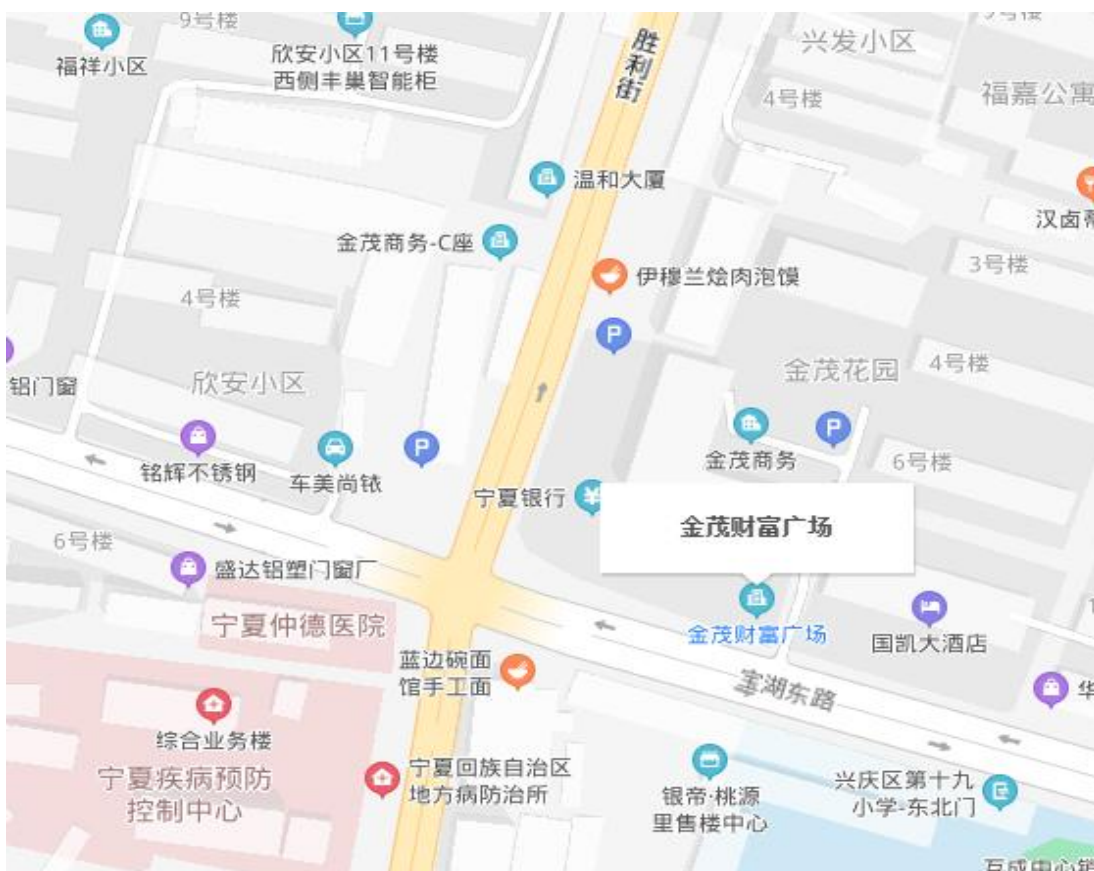 9号楼
福祥小区
欣安小区11号楼
西侧丰巢智能柜
胜利街
兴发小区
4号楼
福嘉公寓
温和大厦
汉卤
金茂商务-C座
伊穆兰烩肉泡馍
3号楼
4号楼
P
金茂花园
4号楼
铝门窗
欣安小区
铭辉不锈钢
车美尚铱
P
金茂商务
P
6号楼
宁夏银行
金茂财富广场
6号楼
盛达铝塑门窗厂
宁夏仲德医院
金茂财富广场
国凯大酒店
蓝边碗面
馆手工面
宝湖东路
华
综合业务楼
宁夏疾病预防
控制中心
宁夏回族自治区
地方病防治所
银帝·桃源
里售楼中心
兴庆区第十九
小学-东北门